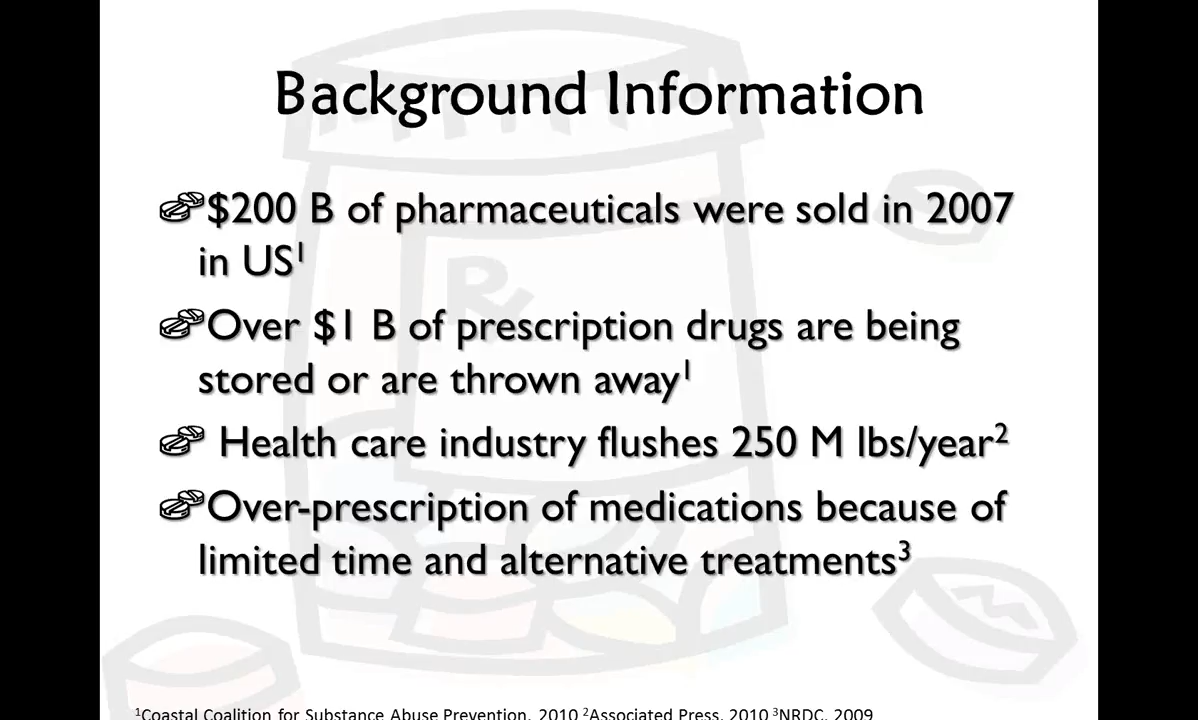 Background Information
$200 B of pharmaceuticals were sold in 2007
in US¹
Over $1 B of prescription drugs are being
stored or are thrown away¹
Health care industry flushes 250 M lbs/year²
Over-prescription of medications because of
limited time and alternative treatments³
Rx
¹Coastal Coalition for Substance Abuse Prevention, 2010 ²Associated Press, 2010 ³NRDC, 2009